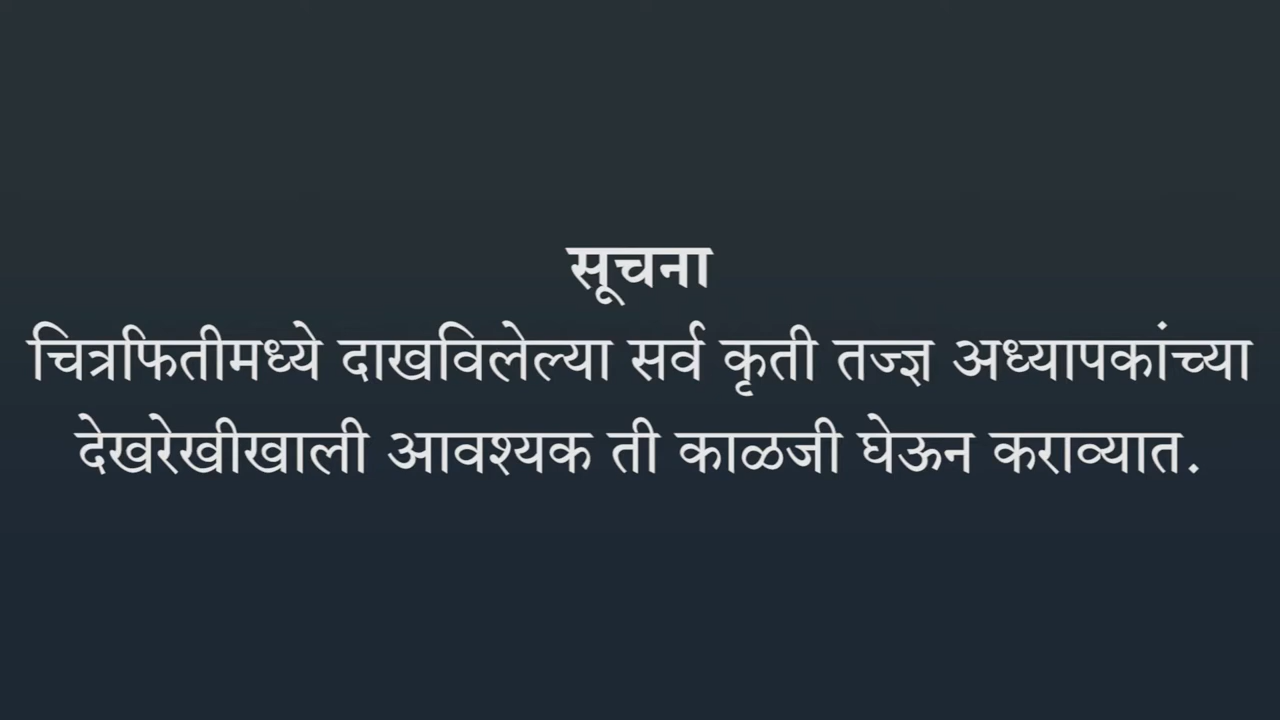 सूचना
चित्रफितीमध्ये दाखविलेल्या सर्व कृती तज्ज्ञ अध्यापकांच्या
देखरेखीखाली आवश्यक ती काळजी घेऊन कराव्यात.